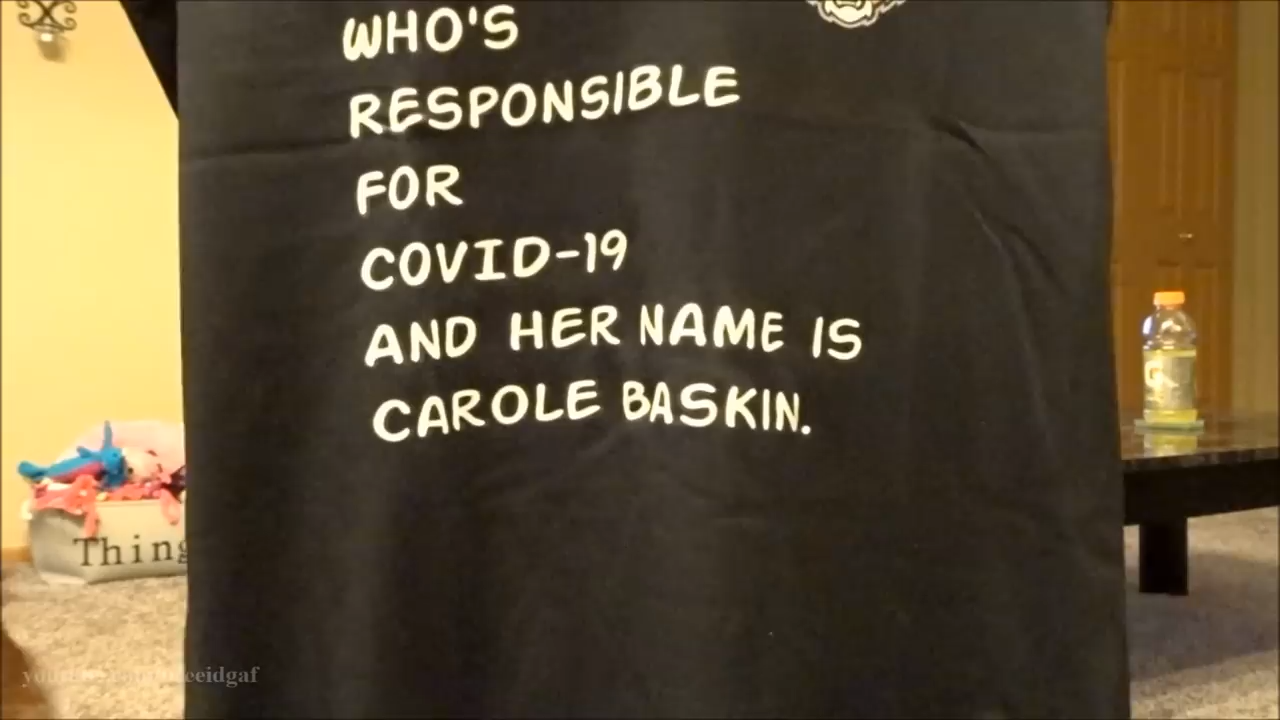 WHO'S
RESPONSIBLE
FOR
COVID-19
AND HER NAME IS
CAROLE BASKIN.
Thing